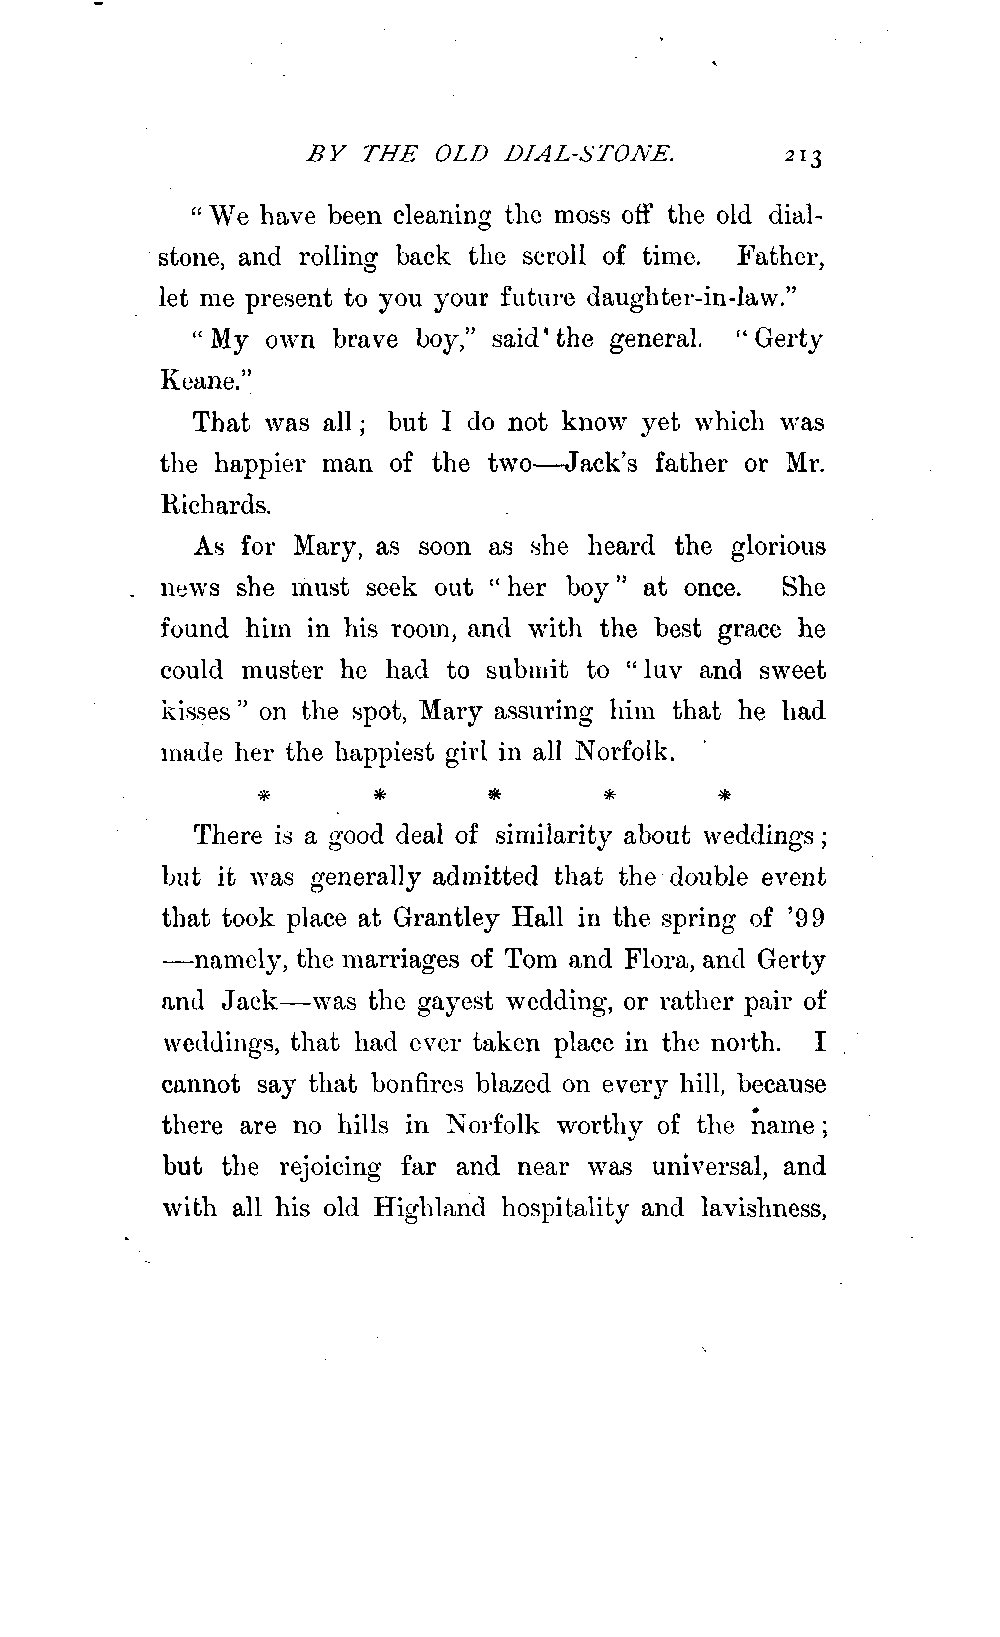 BY THE OLD DIAL-STONE. 213
“We have been cleaning the moss off the old dial-
stone, and rolling back the scroll of time. Father,
let me present to you your future daughter-in-law.”
“My own brave boy,” said the general. “Gerty
Keane.”
That was all; but I do not know yet which was
the happier man of the two—Jack’s father or Mr.
Richards.
As for Mary, as soon as she heard the glorious
news she must seek out “her boy” at once. She
found him in his room, and with the best grace he
could muster he had to submit to “luv and sweet
kisses” on the spot, Mary assuring him that he had
made her the happiest girl in all Norfolk.
* * * * *
There is a good deal of similarity about weddings;
but it was generally admitted that the double event
that took place at Grantley Hall in the spring of ’99
—namely, the marriages of Tom and Flora, and Gerty
and Jack—was the gayest wedding, or rather pair of
weddings, that had ever taken place in the north. I
cannot say that bonfires blazed on every hill, because
there are no hills in Norfolk worthy of the name;
but the rejoicing far and near was universal, and
with all his old Highland hospitality and lavishness,